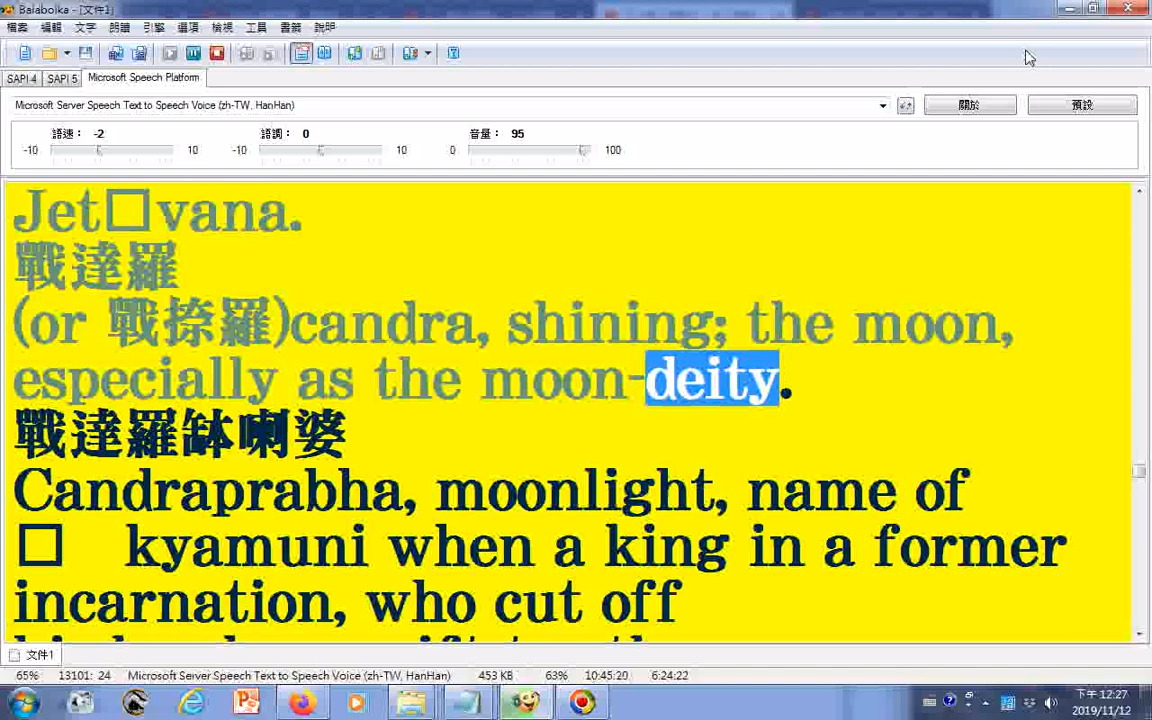 Balabolka - [文件1]
檔案 編輯 文字 朗讀 引擎 選項 檢視 工具 書籤 說明
SAPI 4 SAPI 5 Microsoft Speech Platform
Microsoft Server Speech Text to Speech Voice (zh-TW, HanHan) 關於 預設
語速： -2 語調： 0 音量： 95
-10 10 -10 10 0 100
Jet□vana.
戰達羅
(or 戰捺羅)candra, shining; the moon,
especially as the moon-deity.
戰達羅鉢喇婆
Candraprabha, moonlight, name of
□ kyamuni when a king in a former
incarnation, who cut off
文件1
65% 13101: 24 Microsoft Server Speech Text to Speech Voice (zh-TW, HanHan) 453 KB 63% 10:45:20 6:24:22
下午 12:27
2019/11/12